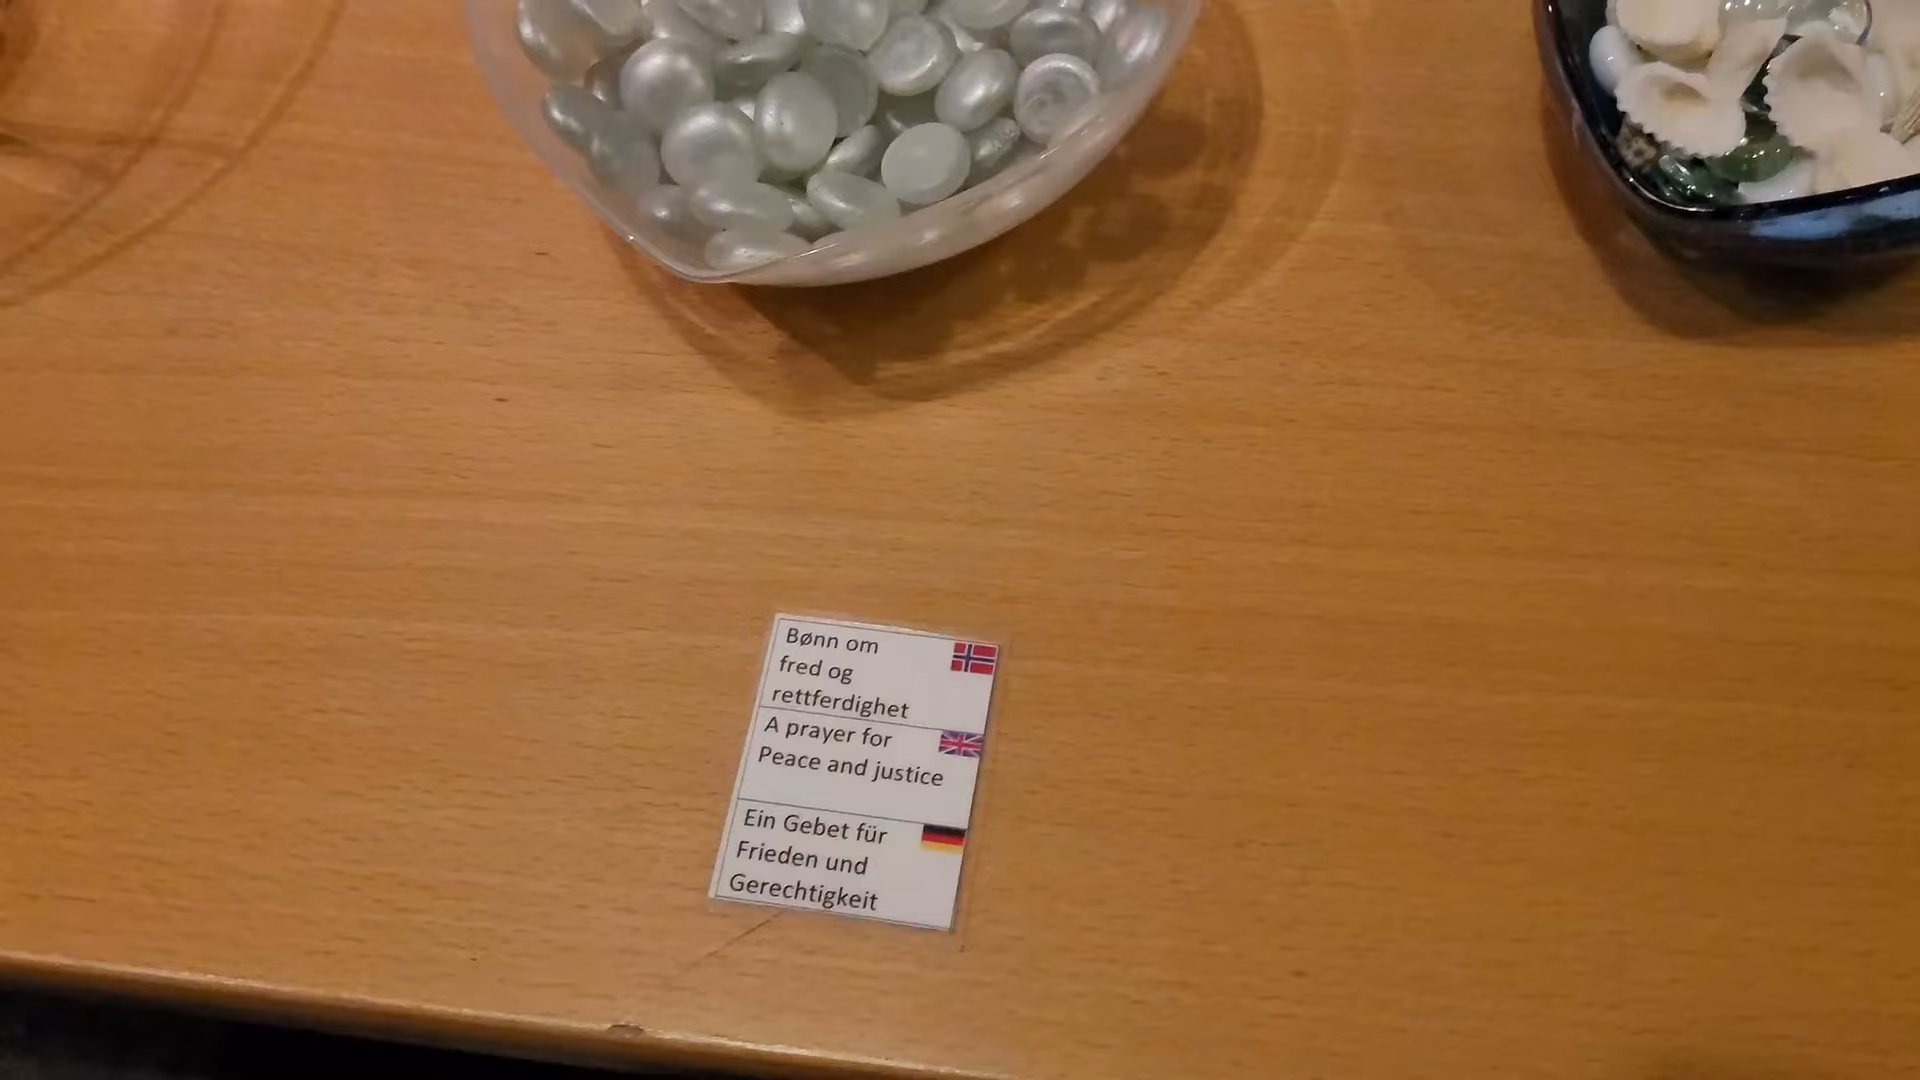 Bønn om
fred og
rettferdighet
A prayer for
Peace and justice
Ein Gebet für
Frieden und
Gerechtigkeit